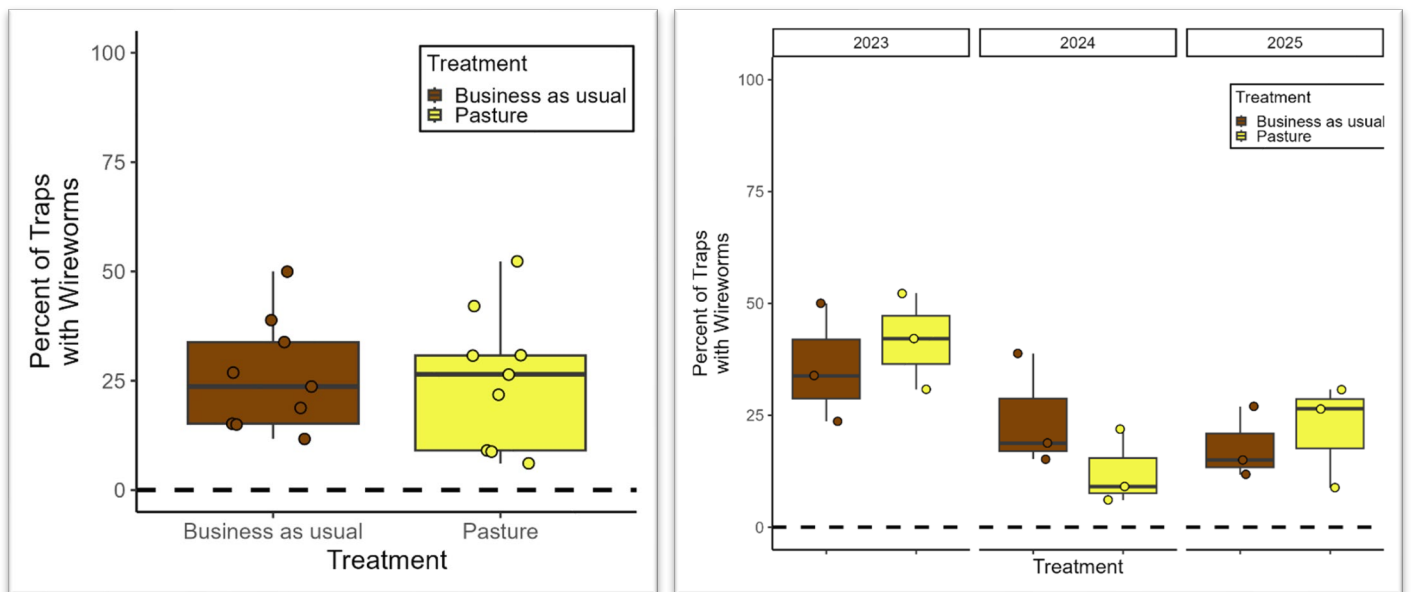 100
75
50
25
0
Percent of Traps
with Wireworms
Treatment
Business as usual
Pasture
Business as usual
Pasture
Treatment
2023
2024
2025
100
75
50
25
0
Percent of Traps
with Wireworms
Treatment
Business as usual
Pasture
Treatment